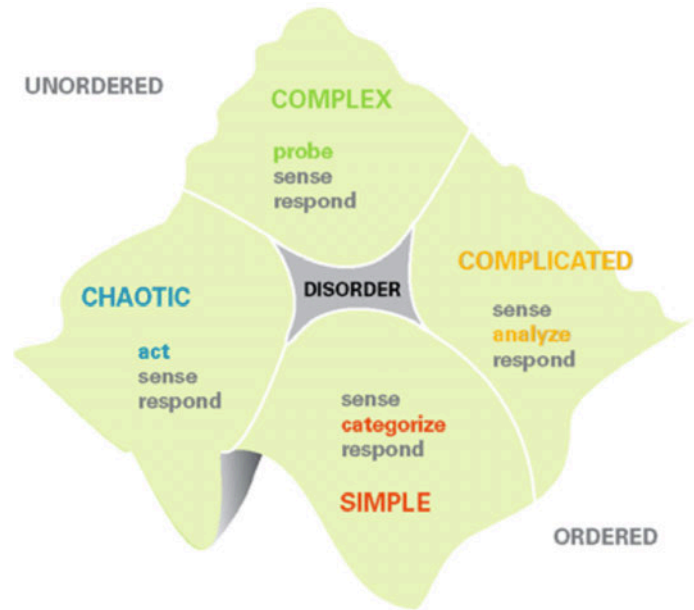 UNORDERED
COMPLEX
probe
sense
respond
COMPLICATED
sense
analyze
respond
CHAOTIC
act
sense
respond
DISORDER
sense
categorize
respond
SIMPLE
ORDERED